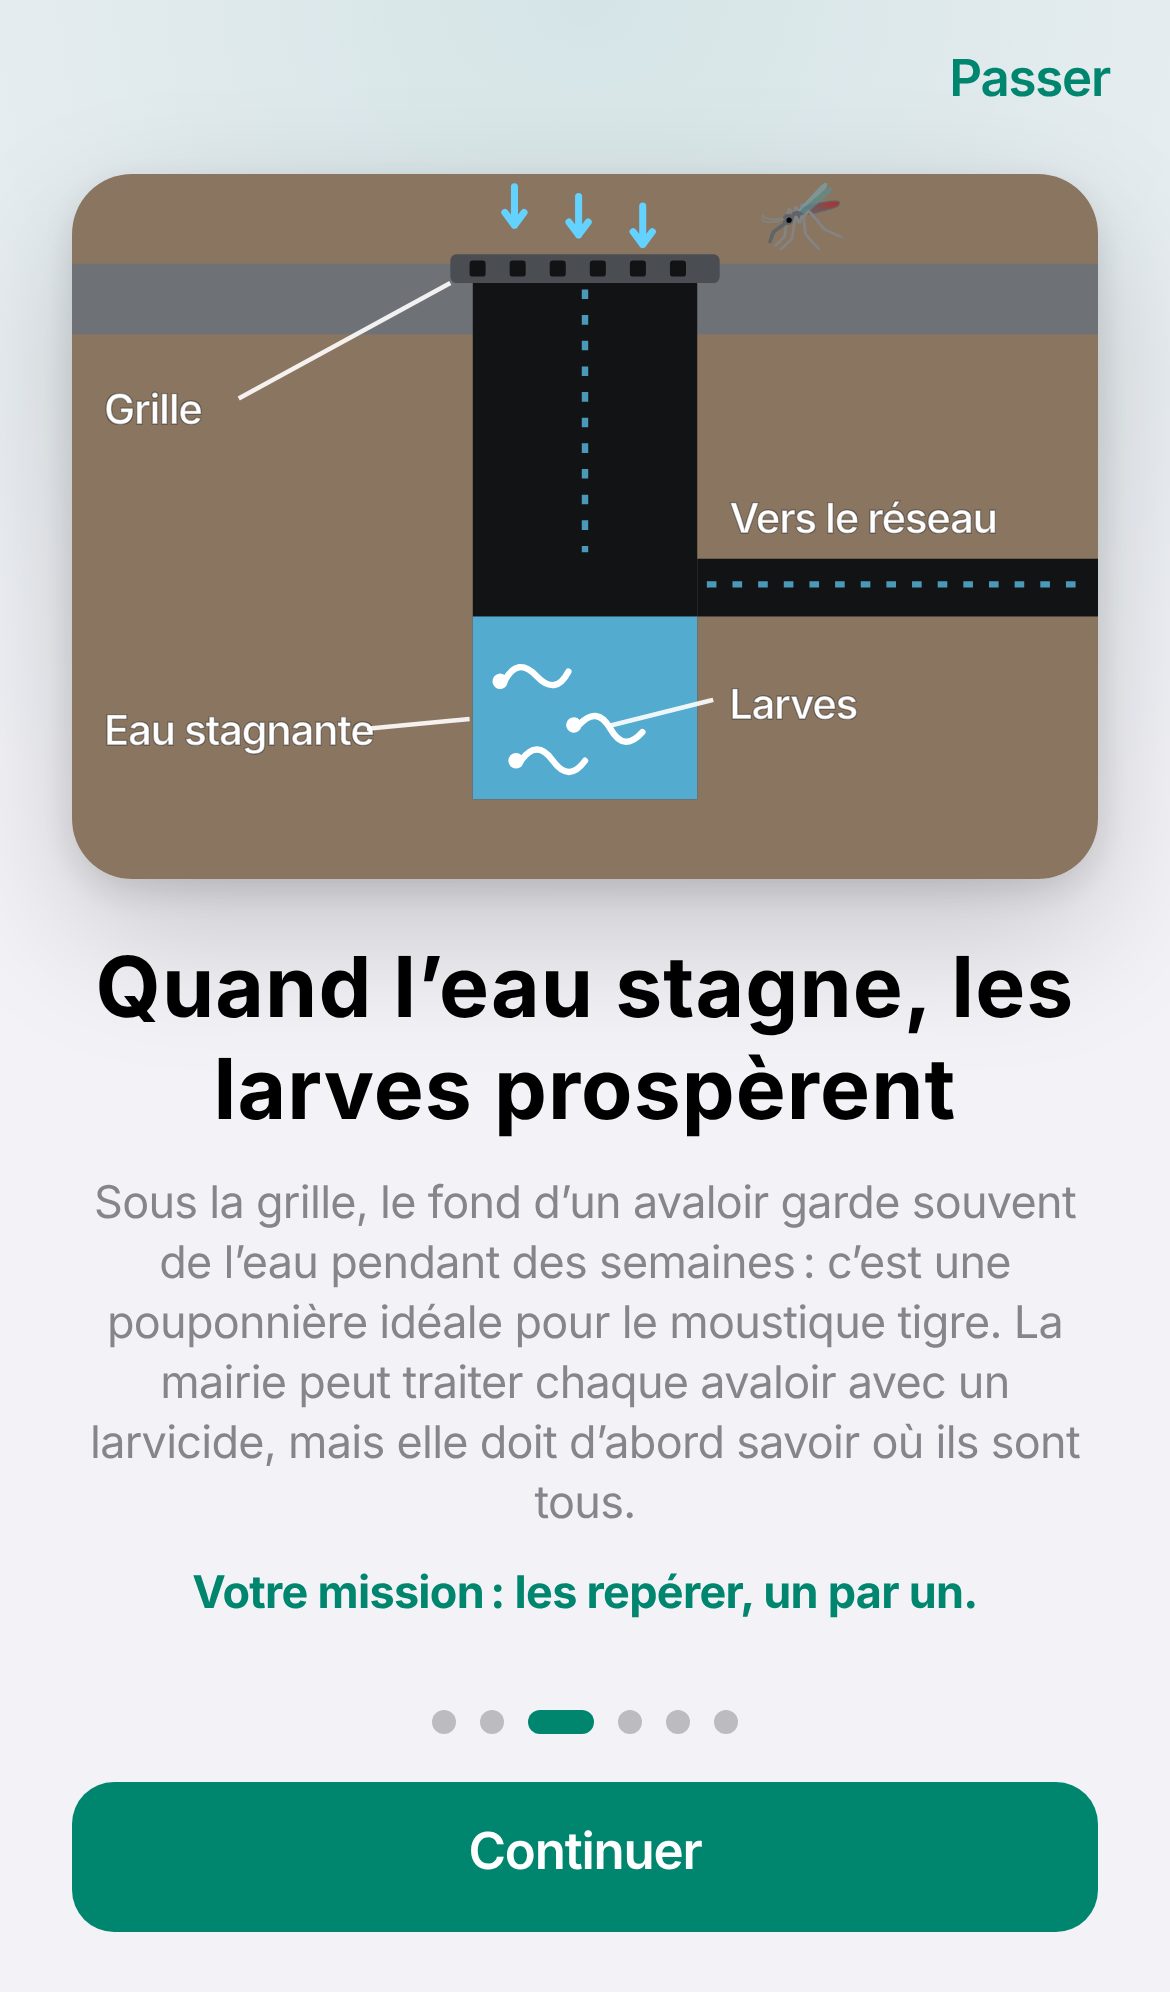 Passer
Grille
Vers le réseau
Larves
Eau stagnante
Quand l’eau stagne, les
larves prospèrent
Sous la grille, le fond d’un avaloir garde souvent
de l’eau pendant des semaines : c’est une
pouponnière idéale pour le moustique tigre. La
mairie peut traiter chaque avaloir avec un
larvicide, mais elle doit d’abord savoir où ils sont
tous.
Votre mission : les repérer, un par un.
Continuer